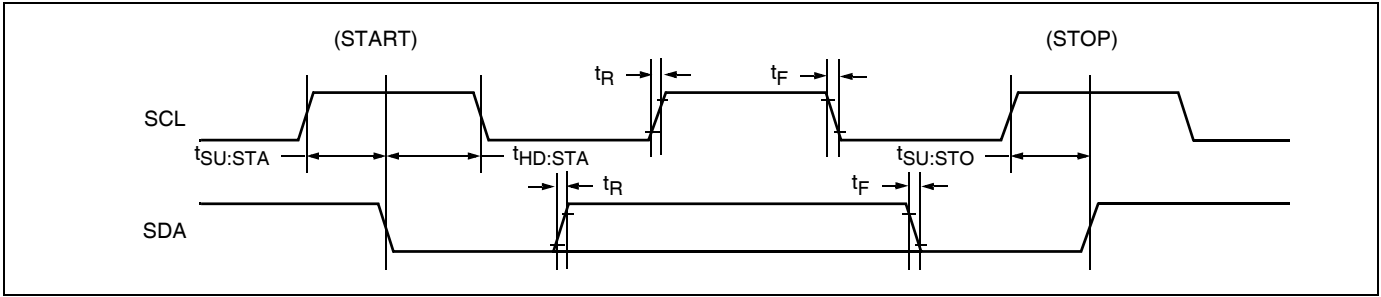 (START) (STOP)
tR tF
SCL
tSU:STA tHD:STA tSU:STO
tR tF
SDA